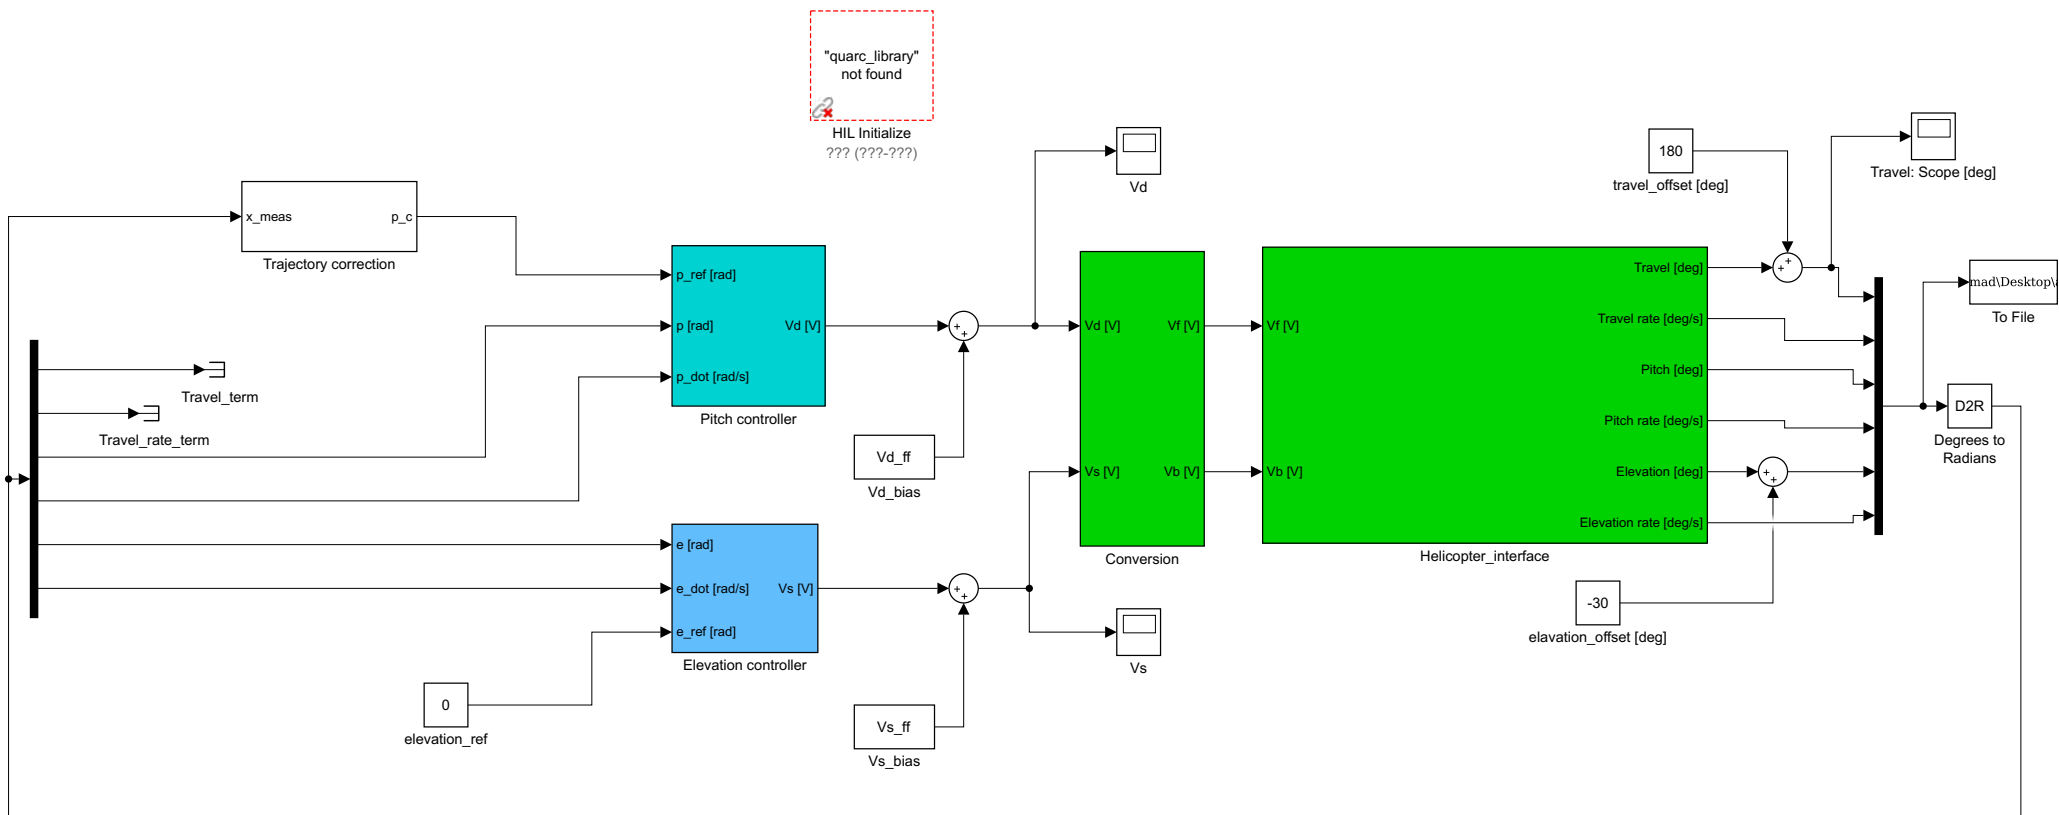 "quarc_library"
not found
HIL Initialize
??? (???-???)
x_meas
p_c
Trajectory correction
p_ref [rad]
p [rad]
p_dot [rad/s]
Vd [V]
Pitch controller
Travel_term
Travel_rate_term
Vd_ff
Vd_bias
e [rad]
e_dot [rad/s]
e_ref [rad]
Vs [V]
Elevation controller
0
elevation_ref
Vs_ff
Vs_bias
Vd
Vs
Vd [V]
Vs [V]
Vf [V]
Vb [V]
Conversion
Vf [V]
Vb [V]
Travel [deg]
Travel rate [deg/s]
Pitch [deg]
Pitch rate [deg/s]
Elevation [deg]
Elevation rate [deg/s]
Helicopter_interface
180
travel_offset [deg]
Travel: Scope [deg]
-30
elavation_offset [deg]
mad\Desktop\
To File
D2R
Degrees to
Radians